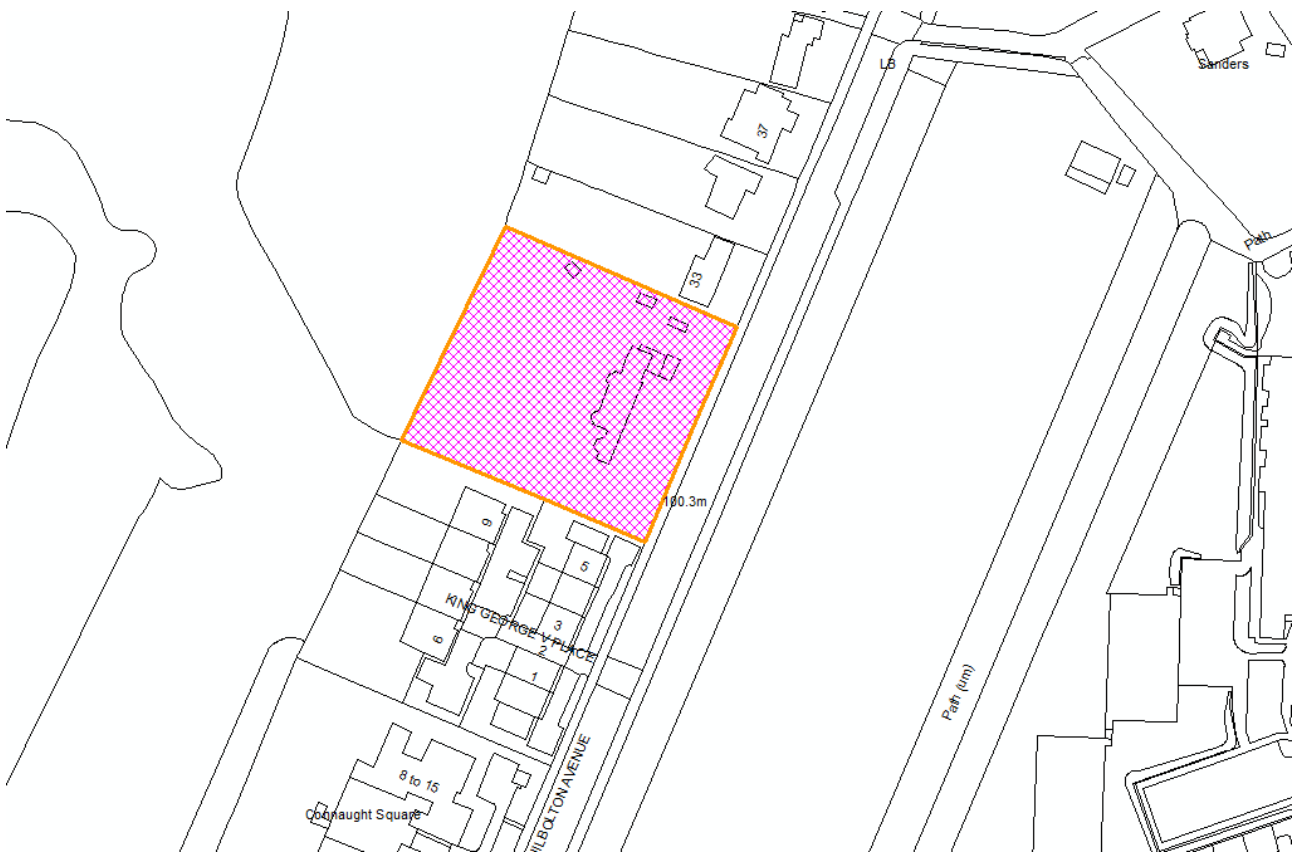 LB
Sanders
37
Path
33
100.3m
9
5
KING GEORGE V PLACE
3
6
2
1
Path (um)
8 to 15
Connaught Square
ILBOLTON AVENUE